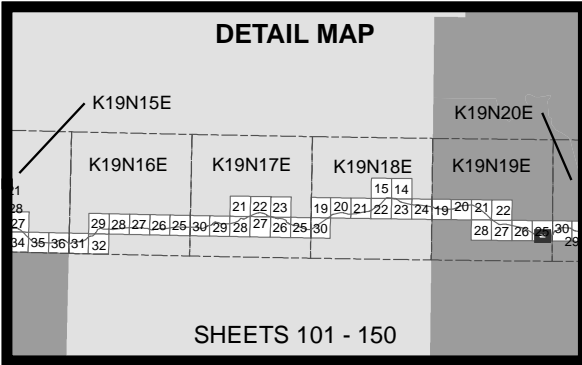 DETAIL MAP
K19N15E
K19N20E
K19N16E K19N17E K19N18E K19N19E
15 14
21
21 22 23
28
19 20 21 22 23 24 19 20 21 22
27
29 28 27 26 25 30 29 28 27 26 25 30
28 27 26 25 30
29
34 35 36 31 32
SHEETS 101 - 150